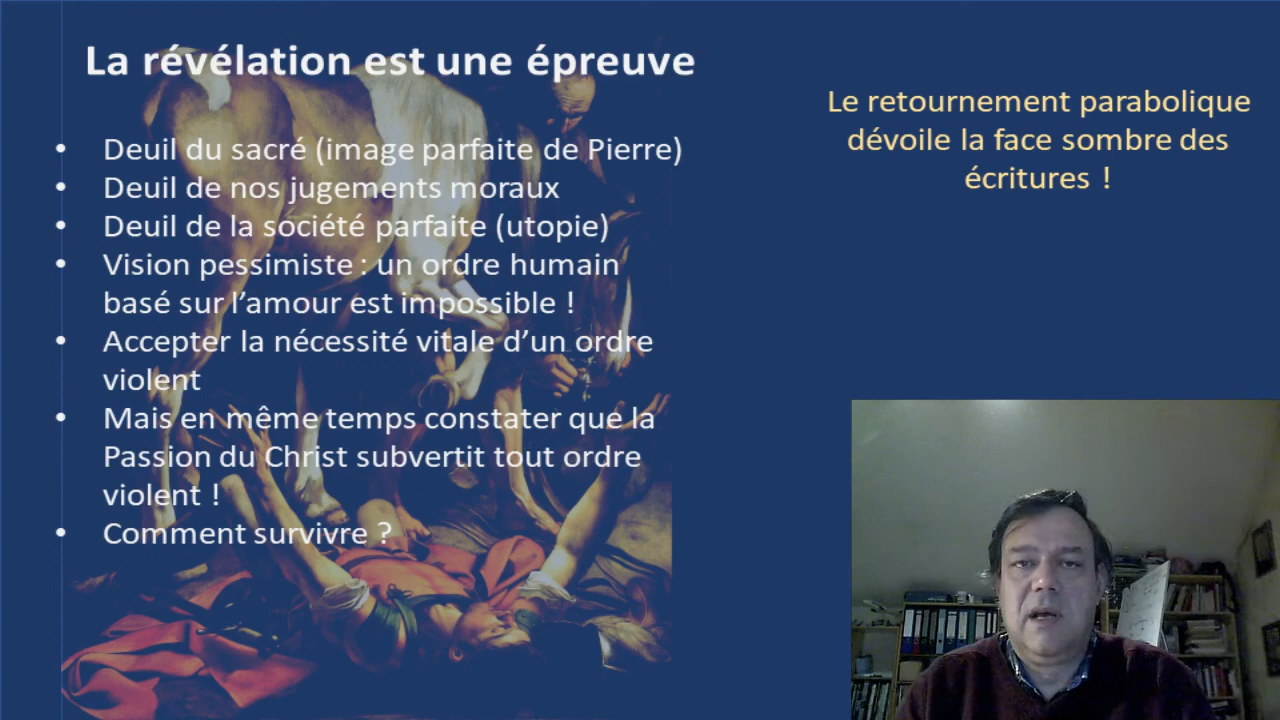 La révélation est une épreuve
• Deuil du sacré (image parfaite de Pierre)
• Deuil de nos jugements moraux
• Deuil de la société parfaite (utopie)
• Vision pessimiste : un ordre humain
basé sur l’amour est impossible !
• Accepter la nécessité vitale d’un ordre
violent
• Mais en même temps constater que la
Passion du Christ subvertit tout ordre
violent !
• Comment survivre ?
Le retournement parabolique
dévoile la face sombre des
écritures !